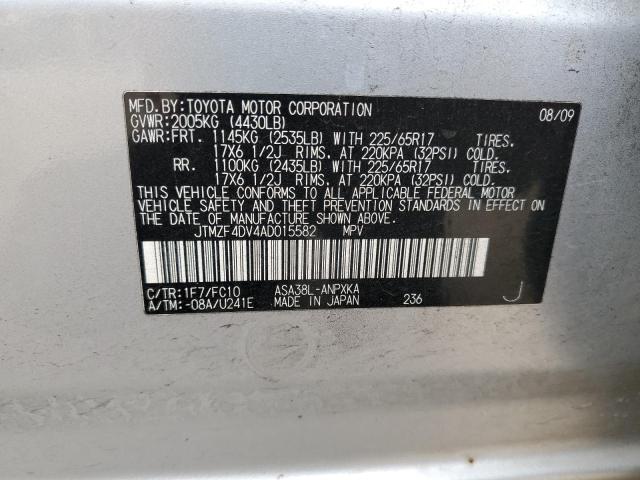 MFD.BY:TOYOTA MOTOR CORPORATION 08/09
GVWR:2005KG (4430LB)
GAWR:FRT. 1145KG (2535LB) WITH 225/65R17 TIRES.
17X6 1/2J RIMS. AT 220KPA (32PSI) COLD.
RR. 1100KG (2435LB) WITH 225/65R17 TIRES.
17X6 1/2J RIMS. AT 220KPA (32PSI) COLD.
THIS VEHICLE CONFORMS TO ALL APPLICABLE FEDERAL MOTOR
VEHICLE SAFETY AND THEFT PREVENTION STANDARDS IN EFFECT
ON THE DATE OF MANUFACTURE SHOWN ABOVE.
JTMZF4DV4AD015582 MPV
C/TR:1F7/FC10 ASA38L-ANPXKA
A/TM:-08A/U241E MADE IN JAPAN 236 J